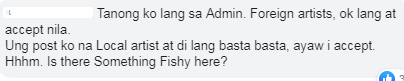 Tanong ko lang sa Admin. Foreign artists, ok lang at
accept nila.
Ung post ko na Local artist at di lang basta basta, ayaw i accept.
Hhhm. Is there Something Fishy here?
3